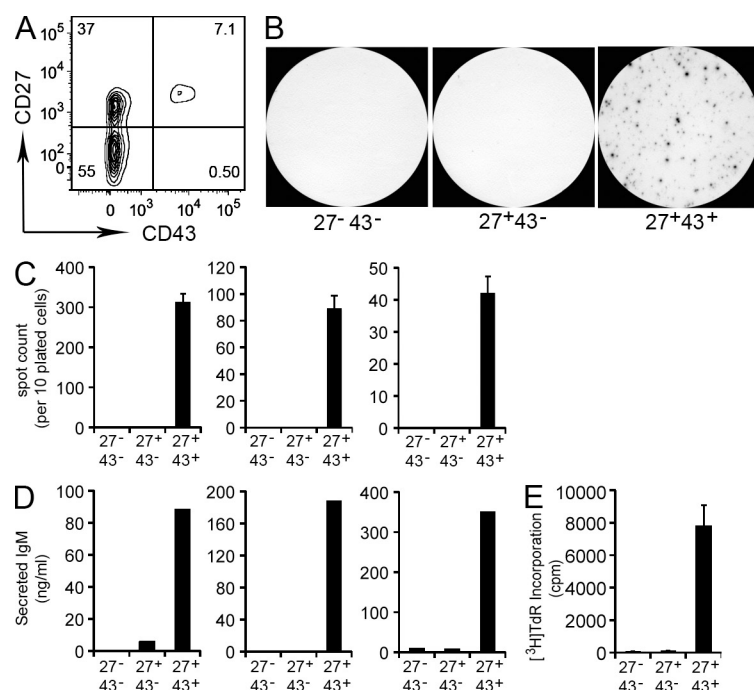 A
37
7.1
10⁵
10⁴
10³
10²
0
55
0.50
0
10³
10⁴
10⁵
CD27
CD43
B
27⁻ 43⁻
27⁺43⁻
27⁺43⁺
C
spot count
(per 10 plated cells)
400
300
200
100
0
27⁻ 27⁺ 27⁺
43⁻ 43⁻ 43⁺
120
100
80
60
40
20
0
27⁻ 27⁺ 27⁺
43⁻ 43⁻ 43⁺
50
40
30
20
10
0
27⁻ 27⁺ 27⁺
43⁻ 43⁻ 43⁺
D
Secreted IgM
(ng/ml)
100
80
60
40
20
0
27⁻ 27⁺ 27⁺
43⁻ 43⁻ 43⁺
200
160
120
80
40
0
27⁻ 27⁺ 27⁺
43⁻ 43⁻ 43⁺
400
300
200
100
0
27⁻ 27⁺ 27⁺
43⁻ 43⁻ 43⁺
E
[³H]TdR Incorporation
(cpm)
10000
8000
6000
4000
2000
0
27⁻ 27⁺ 27⁺
43⁻ 43⁻ 43⁺